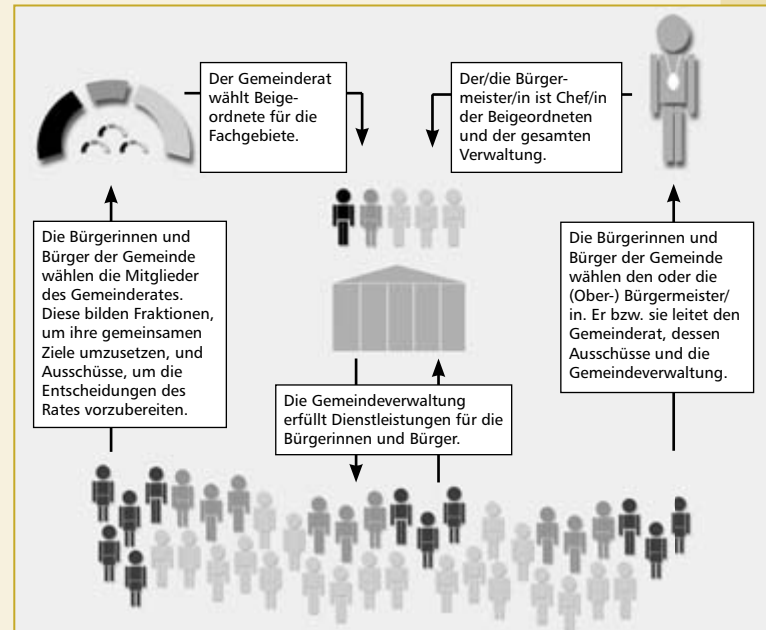 Der Gemeinderat
wählt Beige-
ordnete für die
Fachgebiete.
Der/die Bürger-
meister/in ist Chef/in
der Beigeordneten
und der gesamten
Verwaltung.
Die Bürgerinnen und
Bürger der Gemeinde
wählen die Mitglieder
des Gemeinderates.
Diese bilden Fraktionen,
um ihre gemeinsamen
Ziele umzusetzen, und
Ausschüsse, um die
Entscheidungen des
Rates vorzubereiten.
Die Bürgerinnen und
Bürger der Gemeinde
wählen den oder die
(Ober-) Bürgermeister/
in. Er bzw. sie leitet den
Gemeinderat, dessen
Ausschüsse und die
Gemeindeverwaltung.
Die Gemeindeverwaltung
erfüllt Dienstleistungen für die
Bürgerinnen und Bürger.